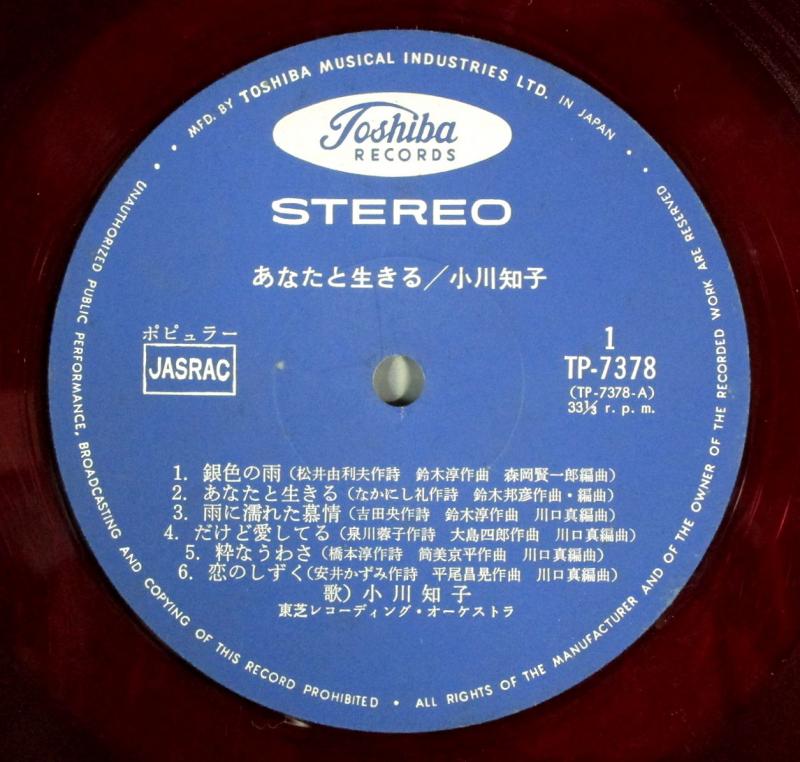 MFD. BY TOSHIBA MUSICAL INDUSTRIES LTD. IN JAPAN
Toshiba
RECORDS
STEREO
あなたと生きる／小川知子
ポピュラー
JASRAC
1
TP-7378
(TP-7378-A)
33⅓ r. p. m.
1. 銀色の雨(松井由利夫作詩 鈴木淳作曲 森岡賢一郎編曲)
2. あなたと生きる(なかにし礼作詩 鈴木邦彦作曲・編曲)
3. 雨に濡れた慕情(吉田央作詩 鈴木淳作曲 川口真編曲)
4. だけど愛してる(泉川蓉子作詩 大島四郎作曲 川口真編曲)
5. 粋なうわさ(橋本淳作詩 筒美京平作曲 川口真編曲)
6. 恋のしずく(安井かずみ作詩 平尾昌晃作曲 川口真編曲)
歌) 小川知子
東芝レコーディング・オーケストラ
UNAUTHORIZED PUBLIC PERFORMANCE, BROADCASTING AND COPYING OF THIS RECORD PROHIBITED • ALL RIGHTS OF THE MANUFACTURER AND OF THE OWNER OF THE RECORDED WORK ARE RESERVED